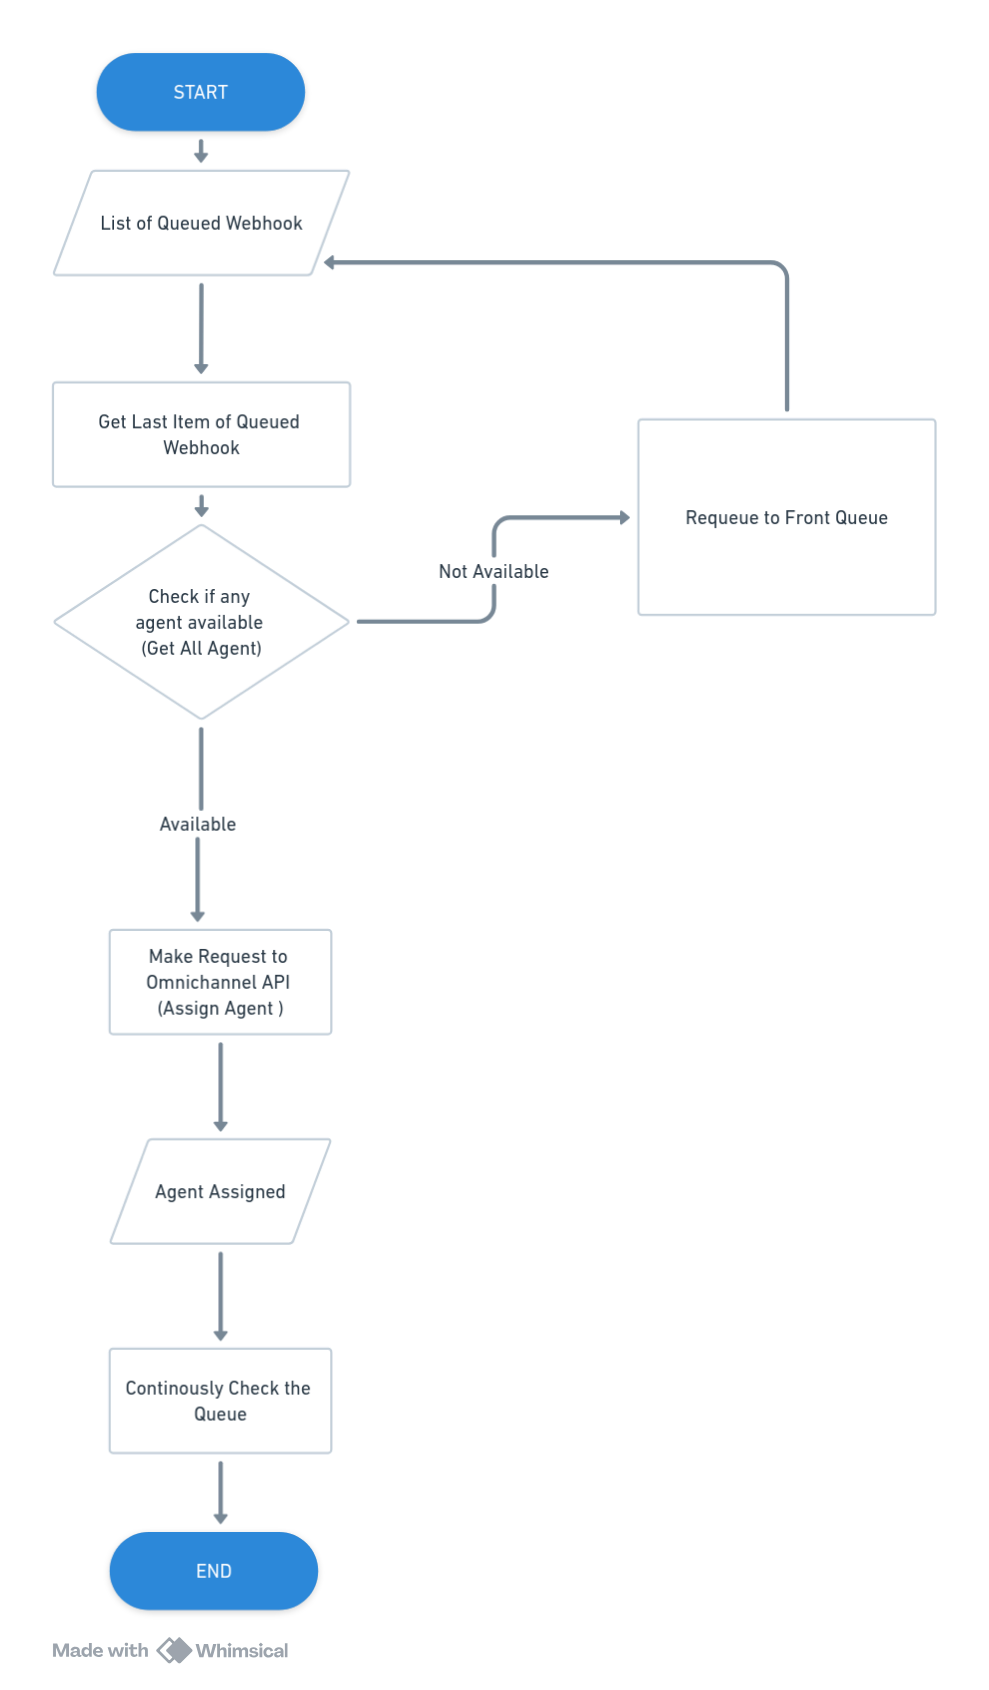 START
List of Queued Webhook
Get Last Item of Queued
Webhook
Check if any
agent available
(Get All Agent)
Not Available
Requeue to Front Queue
Available
Make Request to
Omnichannel API
(Assign Agent )
Agent Assigned
Continously Check the
Queue
END
Made with Whimsical